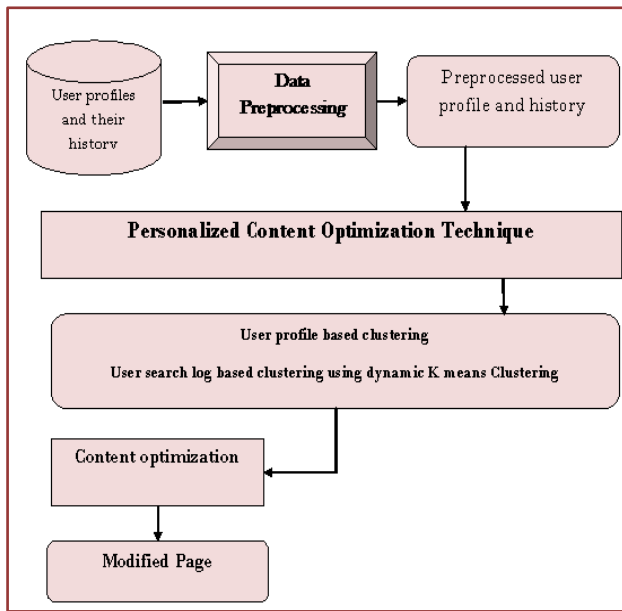 User profiles
and their
history
Data
Preprocessing
Preprocessed user
profile and history
Personalized Content Optimization Technique
User profile based clustering
User search log based clustering using dynamic K means Clustering
Content optimization
Modified Page